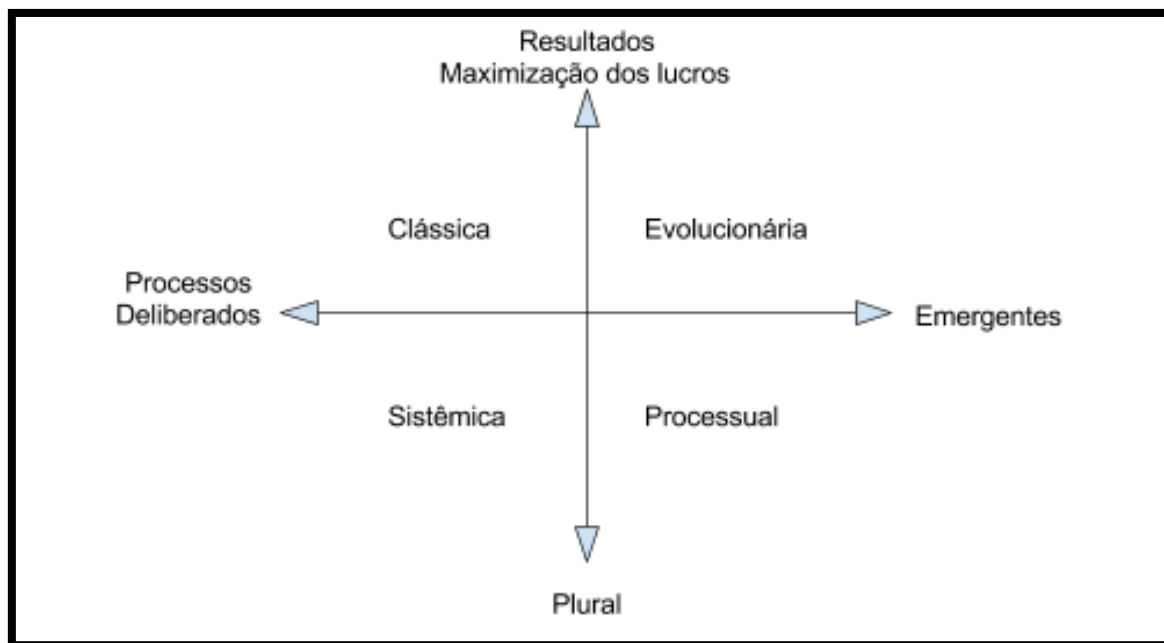 Resultados
Maximização dos lucros
Clássica
Evolucionária
Processos
Deliberados
Emergentes
Sistêmica
Processual
Plural